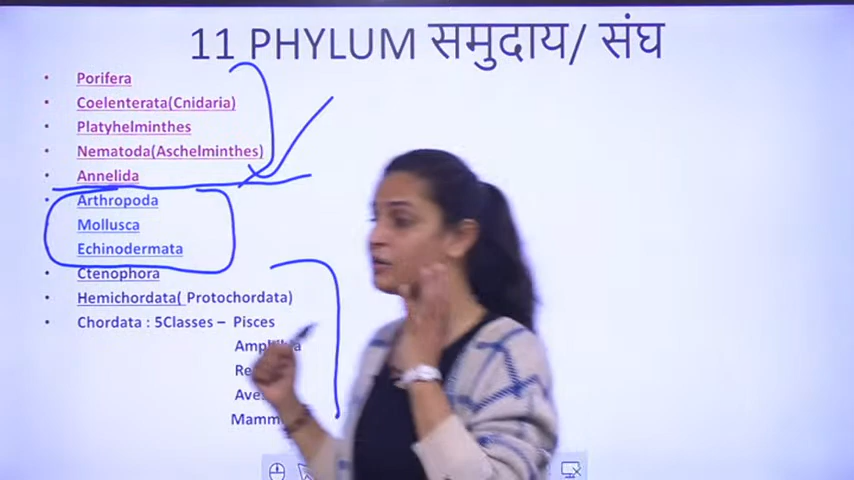 11 PHYLUM समुदाय/ संघ
• Porifera
• Coelenterata(Cnidaria)
• Platyhelminthes
• Nematoda(Aschelminthes)
• Annelida
• Arthropoda
• Mollusca
• Echinodermata
• Ctenophora
• Hemichordata( Protochordata)
• Chordata : 5Classes – Pisces